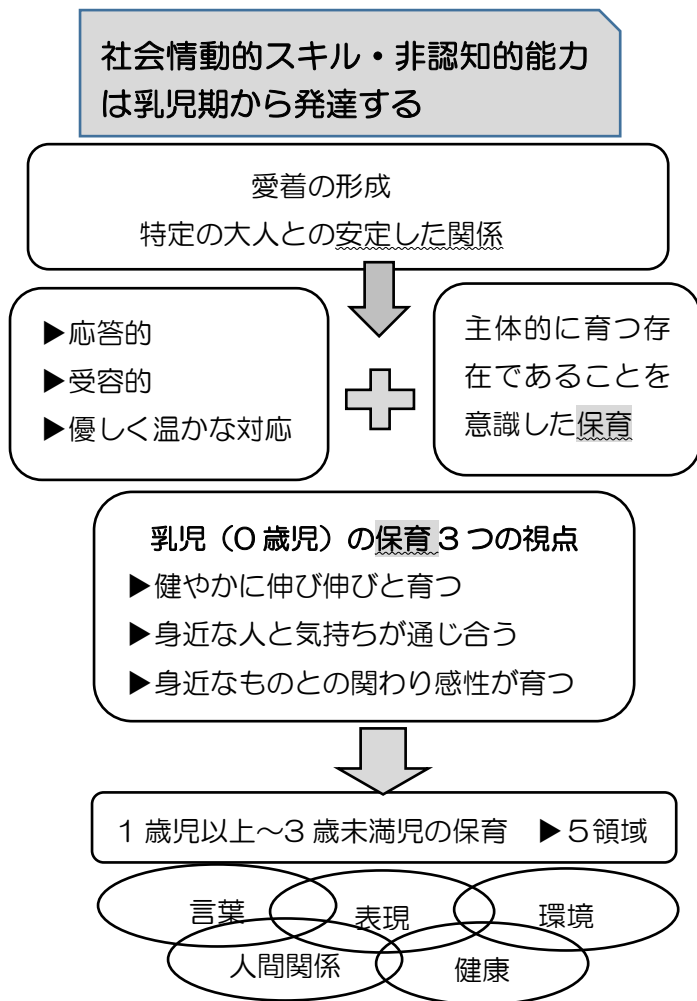 社会情動的スキル・非認知的能力
は乳児期から発達する
愛着の形成
特定の大人との安定した関係
▶応答的
▶受容的
▶優しく温かな対応
主体的に育つ存
在であることを
意識した保育
乳児（0歳児）の保育3つの視点
▶健やかに伸び伸びと育つ
▶身近な人と気持ちが通じ合う
▶身近なものとの関わり感性が育つ
1歳児以上～3歳未満児の保育　▶5領域
言葉
表現
環境
人間関係
健康